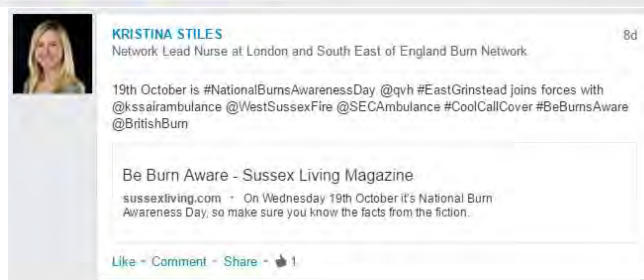 KRISTINA STILES 8d
Network Lead Nurse at London and South East of England Burn Network
19th October is #NationalBurnsAwarenessDay @qvh #EastGrinstead joins forces with
@kssairambulance @WestSussexFire @SECAmbulance #CoolCallCover #BeBurnsAware
@BritishBurn
Be Burn Aware - Sussex Living Magazine
sussexliving.com · On Wednesday 19th October it's National Burn
Awareness Day, so make sure you know the facts from the fiction.
Like - Comment - Share - 1